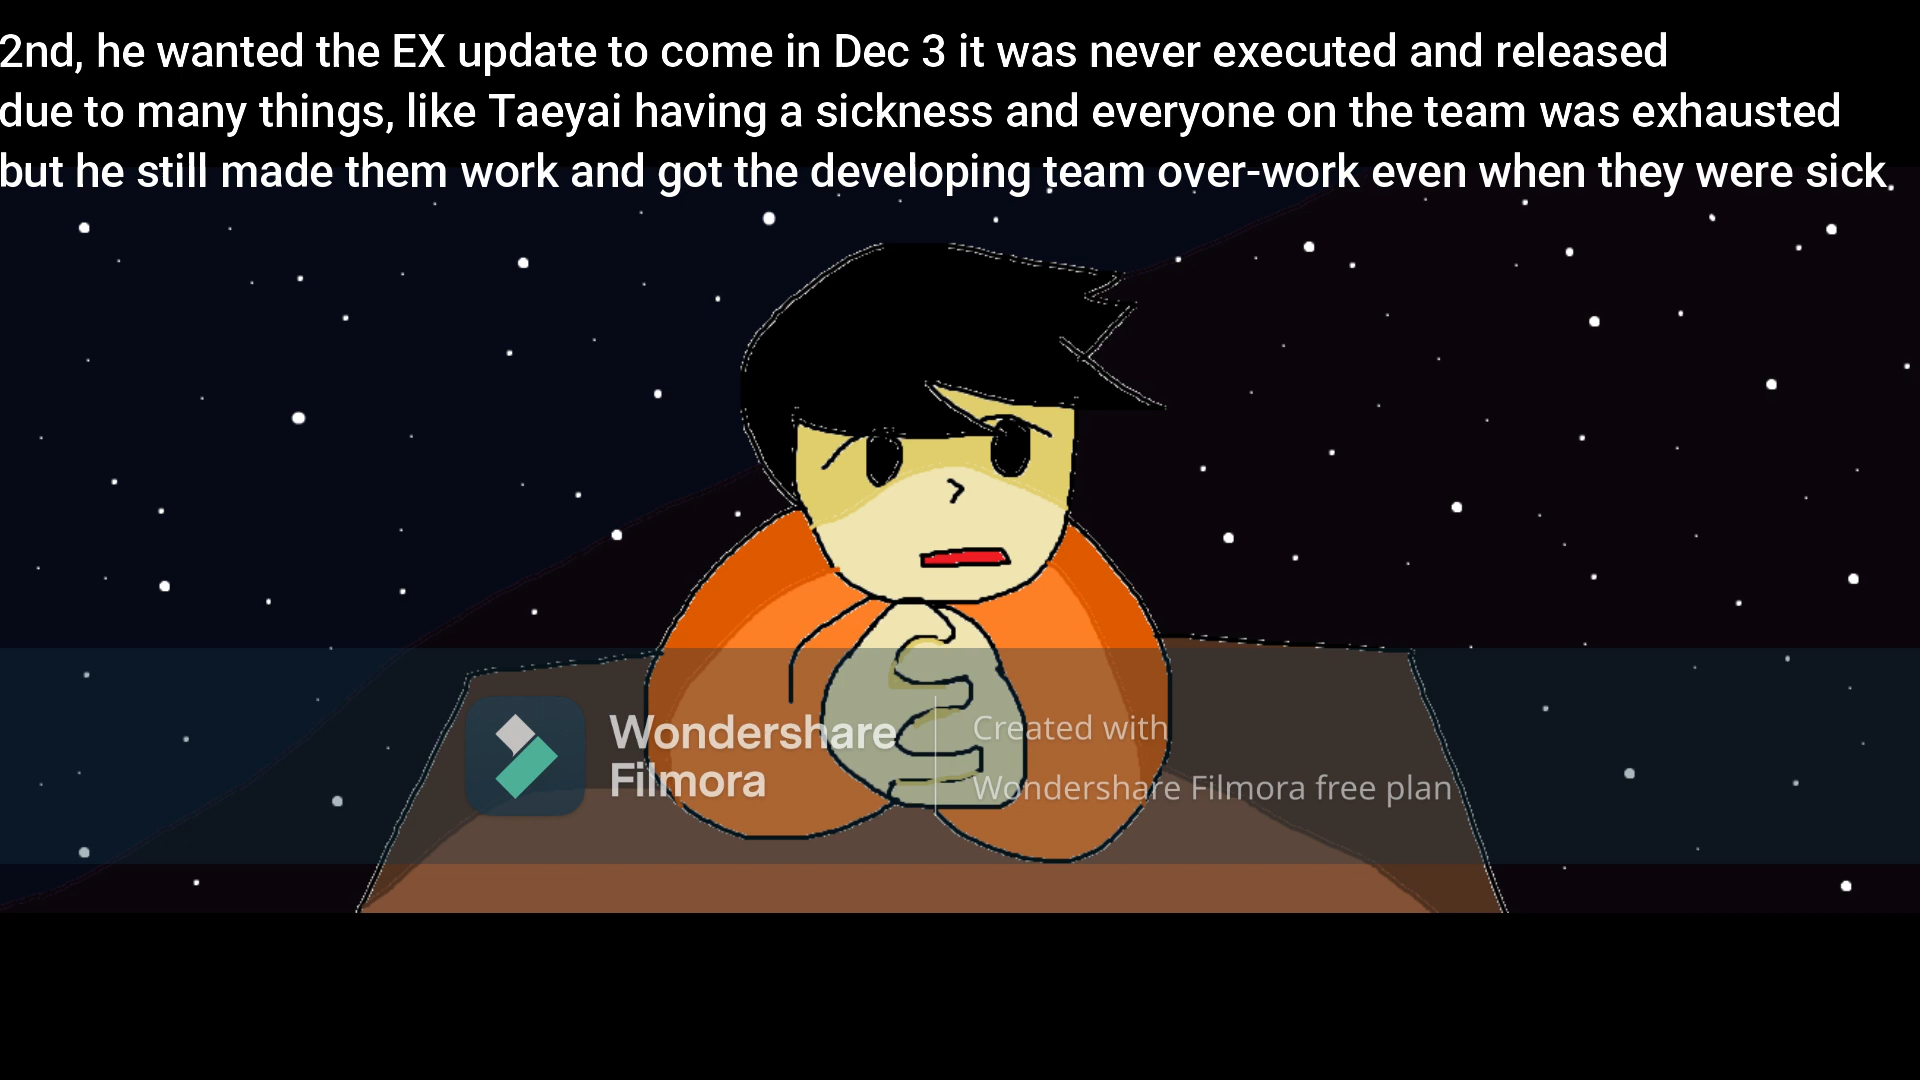 2nd, he wanted the EX update to come in Dec 3 it was never executed and released
due to many things, like Taeyai having a sickness and everyone on the team was exhausted
but he still made them work and got the developing team over-work even when they were sick.
Wondershare
Filmora
Created with
Wondershare Filmora free plan